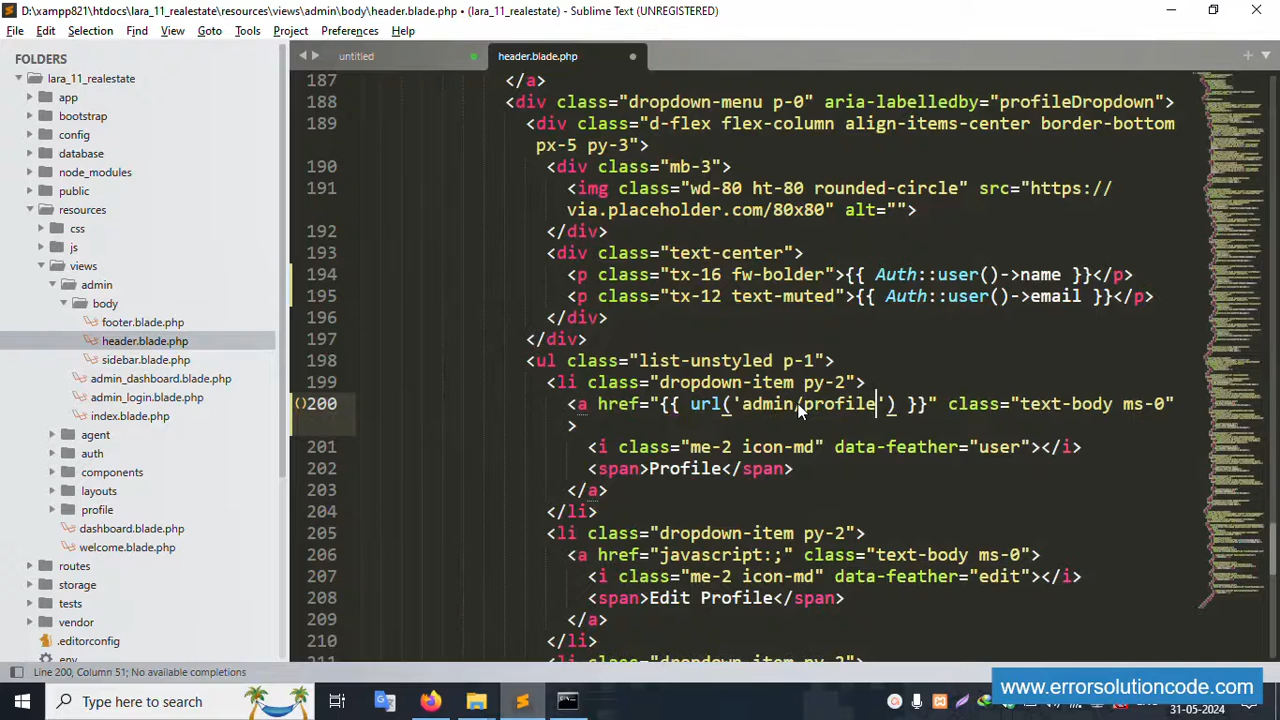 D:\xampp821\htdocs\lara_11_realestate\resources\views\admin\body\header.blade.php • (lara_11_realestate) - Sublime Text (UNREGISTERED)
File Edit Selection Find View Goto Tools Project Preferences Help
FOLDERS
lara_11_realestate
app
bootstrap
config
database
node_modules
public
resources
css
js
views
admin
body
footer.blade.php
header.blade.php
sidebar.blade.php
admin_dashboard.blade.php
admin_login.blade.php
index.blade.php
agent
auth
components
layouts
profile
dashboard.blade.php
welcome.blade.php
routes
storage
tests
vendor
.editorconfig
.env
untitled
header.blade.php
187 </a>
188 <div class="dropdown-menu p-0" aria-labelledby="profileDropdown">
189 <div class="d-flex flex-column align-items-center border-bottom
px-5 py-3">
190 <div class="mb-3">
191 <img class="wd-80 ht-80 rounded-circle" src="https://
via.placeholder.com/80x80" alt="">
192 </div>
193 <div class="text-center">
194 <p class="tx-16 fw-bolder">{{ Auth::user()->name }}</p>
195 <p class="tx-12 text-muted">{{ Auth::user()->email }}</p>
196 </div>
197 </div>
198 <ul class="list-unstyled p-1">
199 <li class="dropdown-item py-2">
200 <a href="{{ url('admin/profile') }}" class="text-body ms-0"
>
201 <i class="me-2 icon-md" data-feather="user"></i>
202 <span>Profile</span>
203 </a>
204 </li>
205 <li class="dropdown-item py-2">
206 <a href="javascript:;" class="text-body ms-0">
207 <i class="me-2 icon-md" data-feather="edit"></i>
208 <span>Edit Profile</span>
209 </a>
210 </li>
211 <li class="dropdown-item py-2">
Line 200, Column 51; No available completions
www.errorsolutioncode.com
Type here to search
31-05-2024